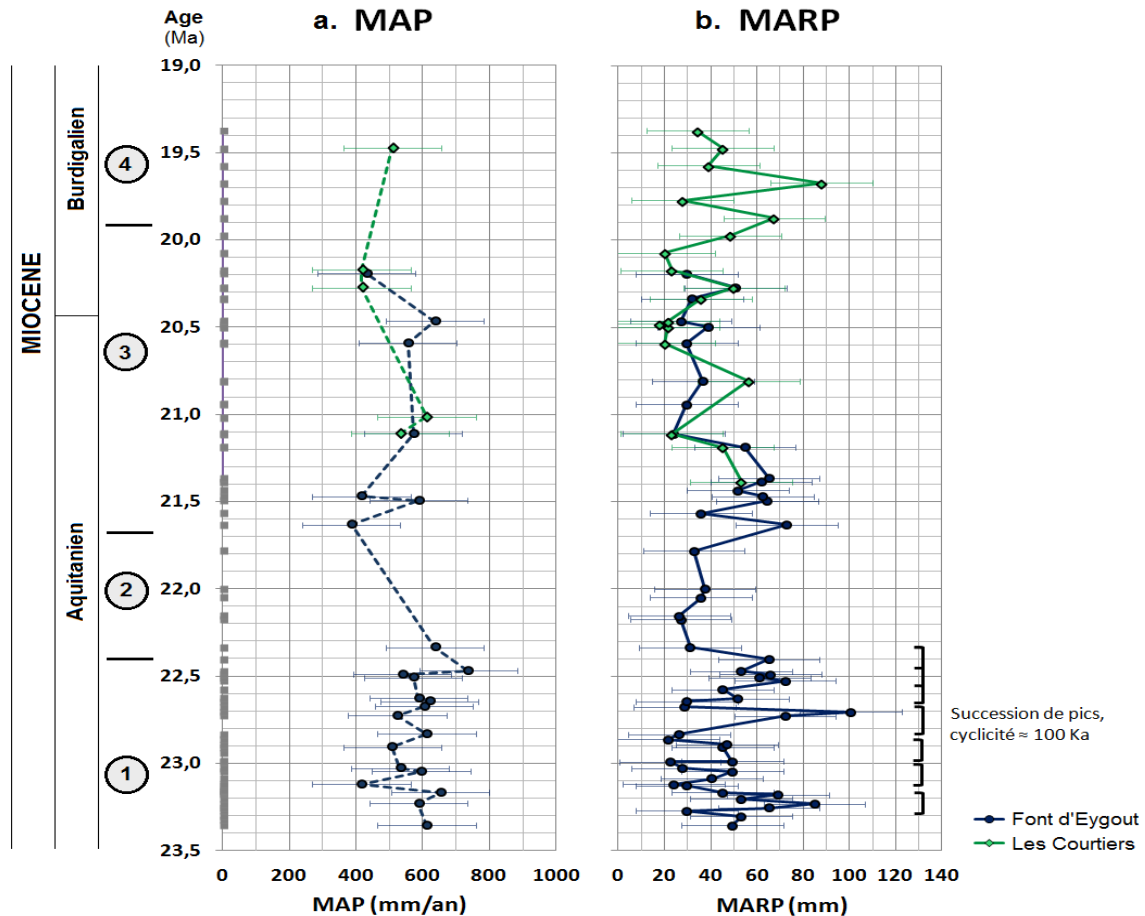 Age
(Ma)
a. MAP
b. MARP
19,0
19,5
20,0
20,5
21,0
21,5
22,0
22,5
23,0
23,5
MIOCENE
Burdigalien
Aquitanien
4
3
2
1
0
200
400
600
800
1000
MAP (mm/an)
0
20
40
60
80
100
120
140
MARP (mm)
Succession de pics,
cyclicité ≈ 100 Ka
Font d'Eygout
Les Courtiers